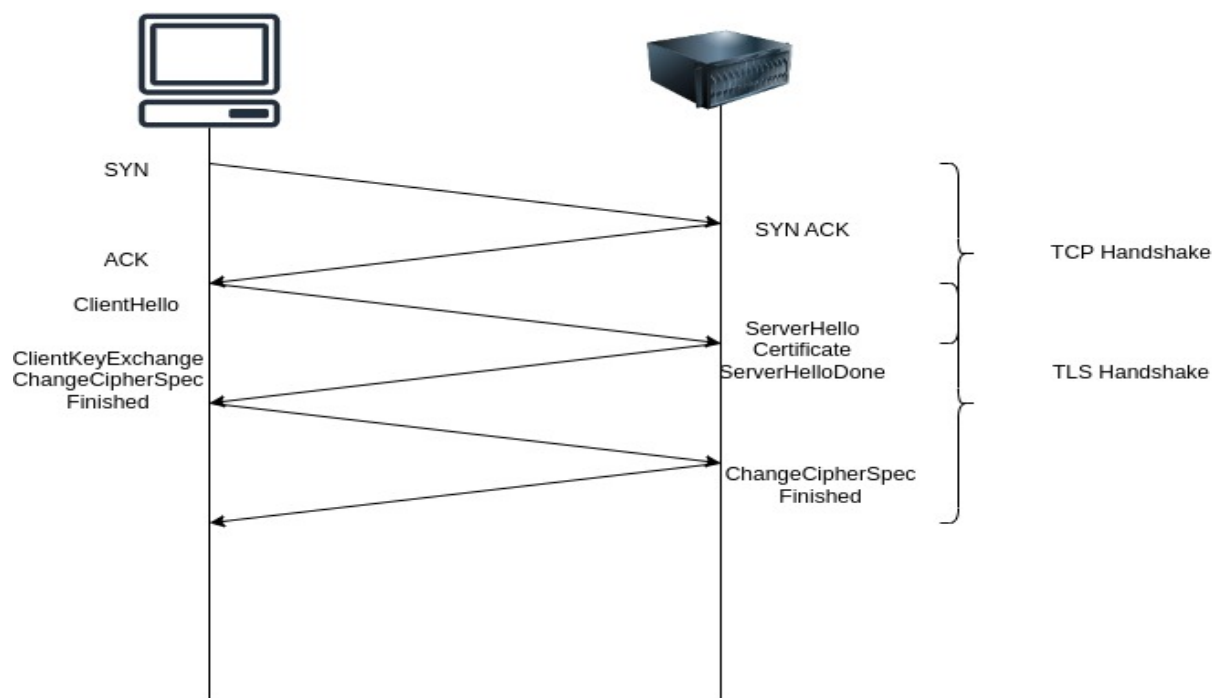 SYN
SYN ACK
TCP Handshake
ACK
ClientHello
ServerHello
Certificate
ServerHelloDone
TLS Handshake
ClientKeyExchange
ChangeCipherSpec
Finished
ChangeCipherSpec
Finished